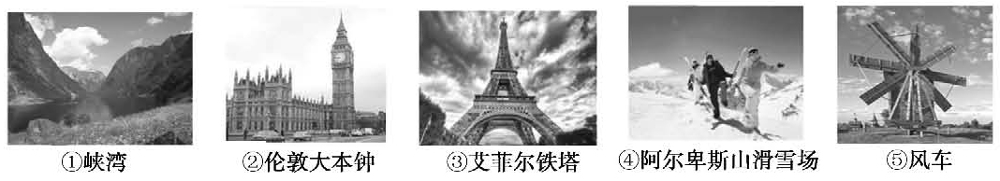 ①峡湾
②伦敦大本钟
③艾菲尔铁塔
④阿尔卑斯山滑雪场
⑤风车